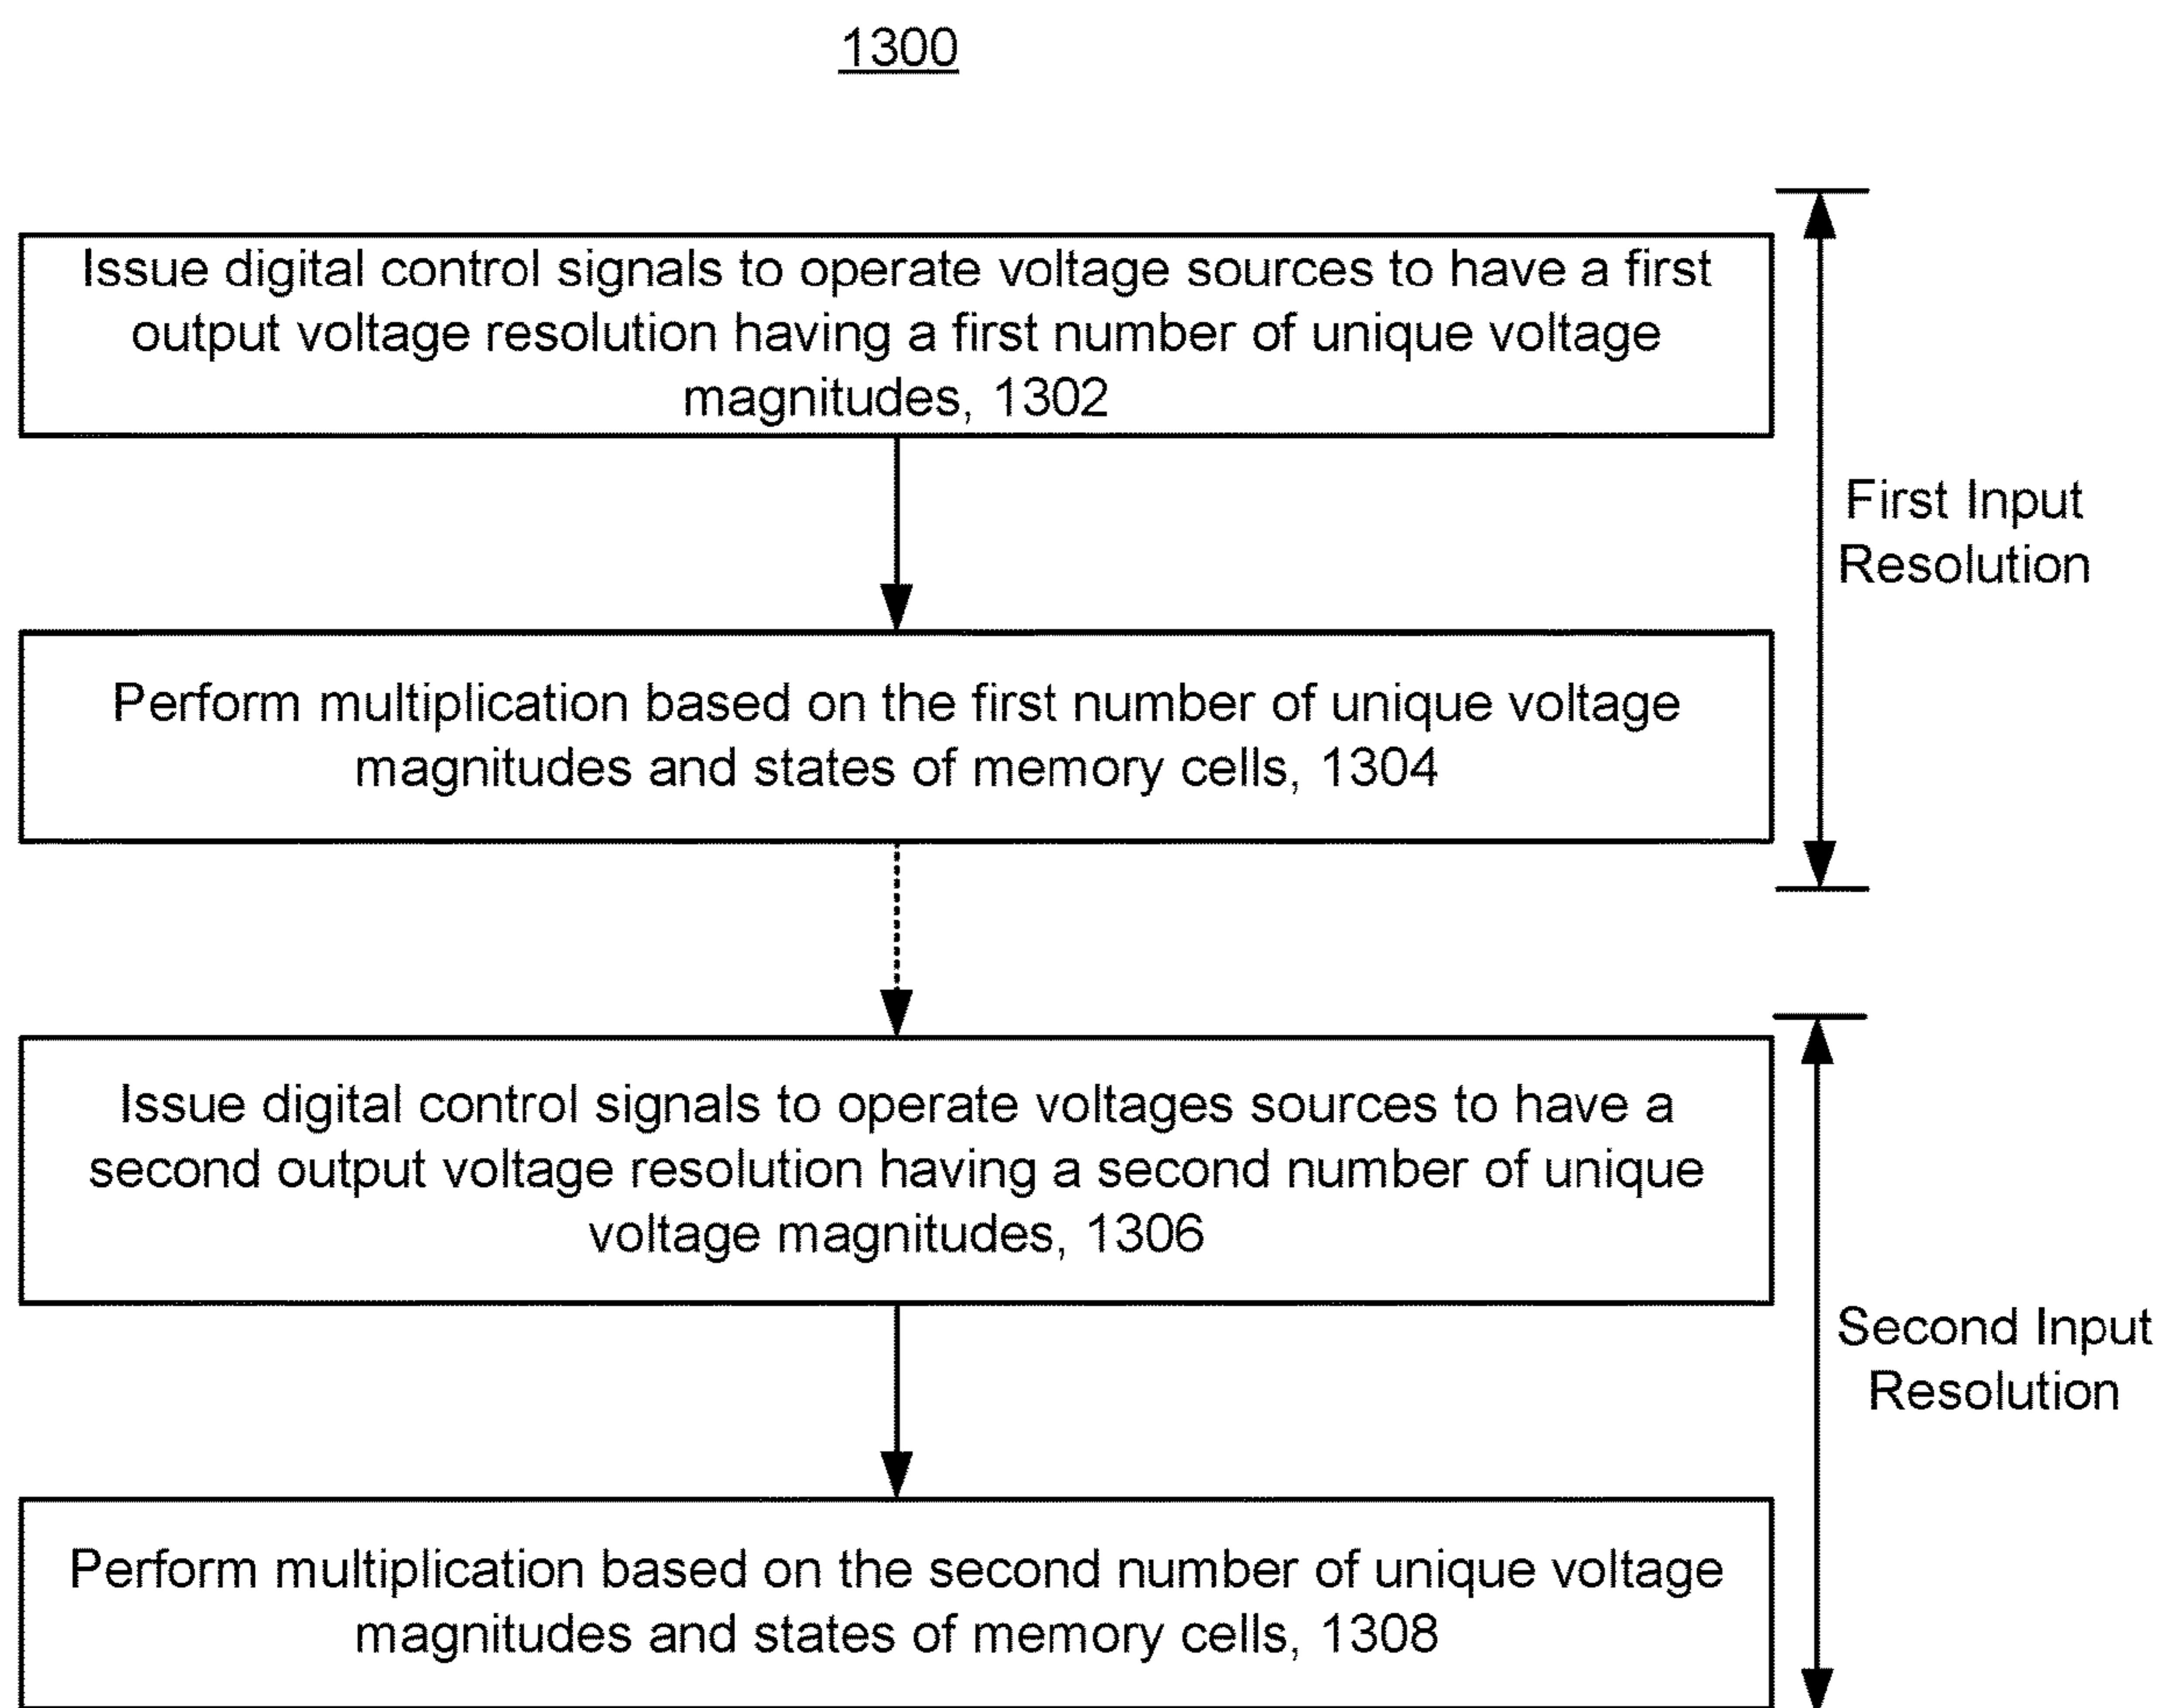 1300
Issue digital control signals to operate voltage sources to have a first
output voltage resolution having a first number of unique voltage
magnitudes, 1302
First Input
Resolution
Perform multiplication based on the first number of unique voltage
magnitudes and states of memory cells, 1304
Issue digital control signals to operate voltages sources to have a
second output voltage resolution having a second number of unique
voltage magnitudes, 1306
Second Input
Resolution
Perform multiplication based on the second number of unique voltage
magnitudes and states of memory cells, 1308